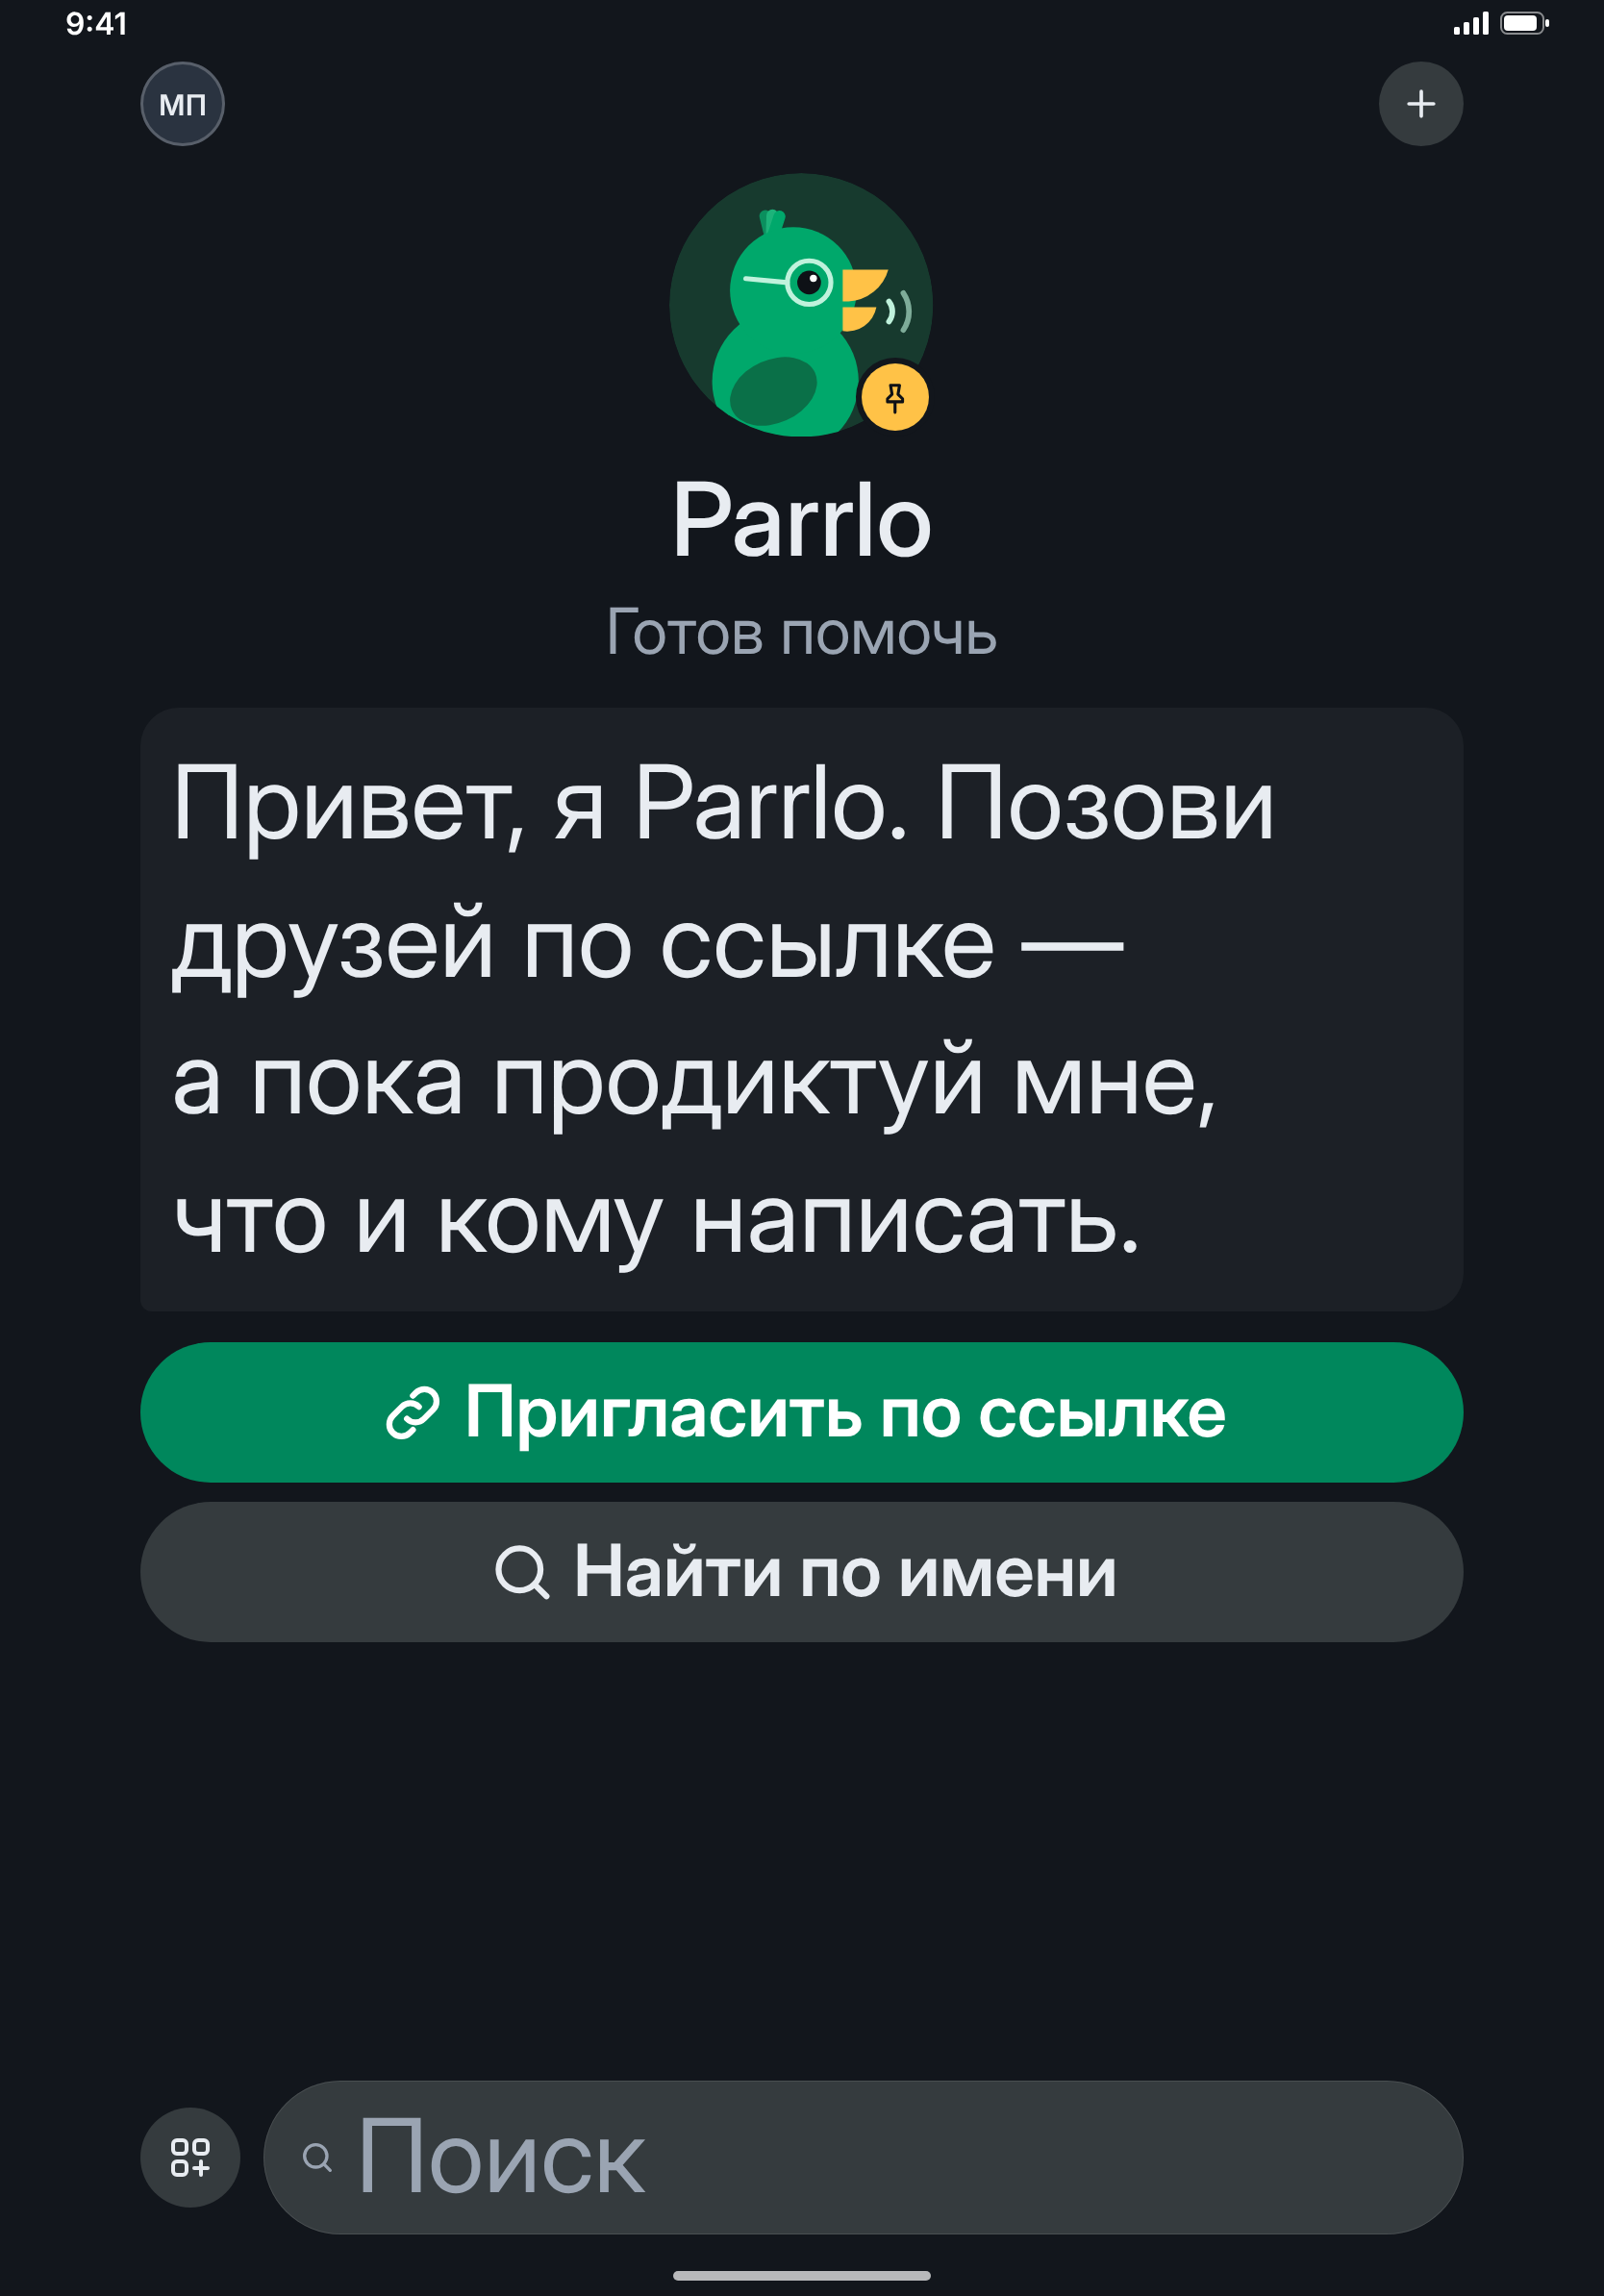 9:41
МП
Parrlo
Готов помочь
Привет, я Parrlo. Позови
друзей по ссылке —
а пока продиктуй мне,
что и кому написать.
Пригласить по ссылке
Найти по имени
Поиск